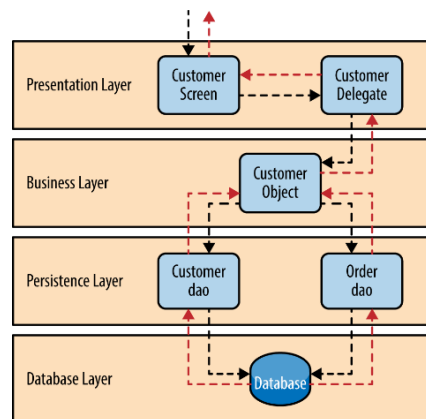 Presentation Layer
Customer
Screen
Customer
Delegate
Business Layer
Customer
Object
Persistence Layer
Customer
dao
Order
dao
Database Layer
Database